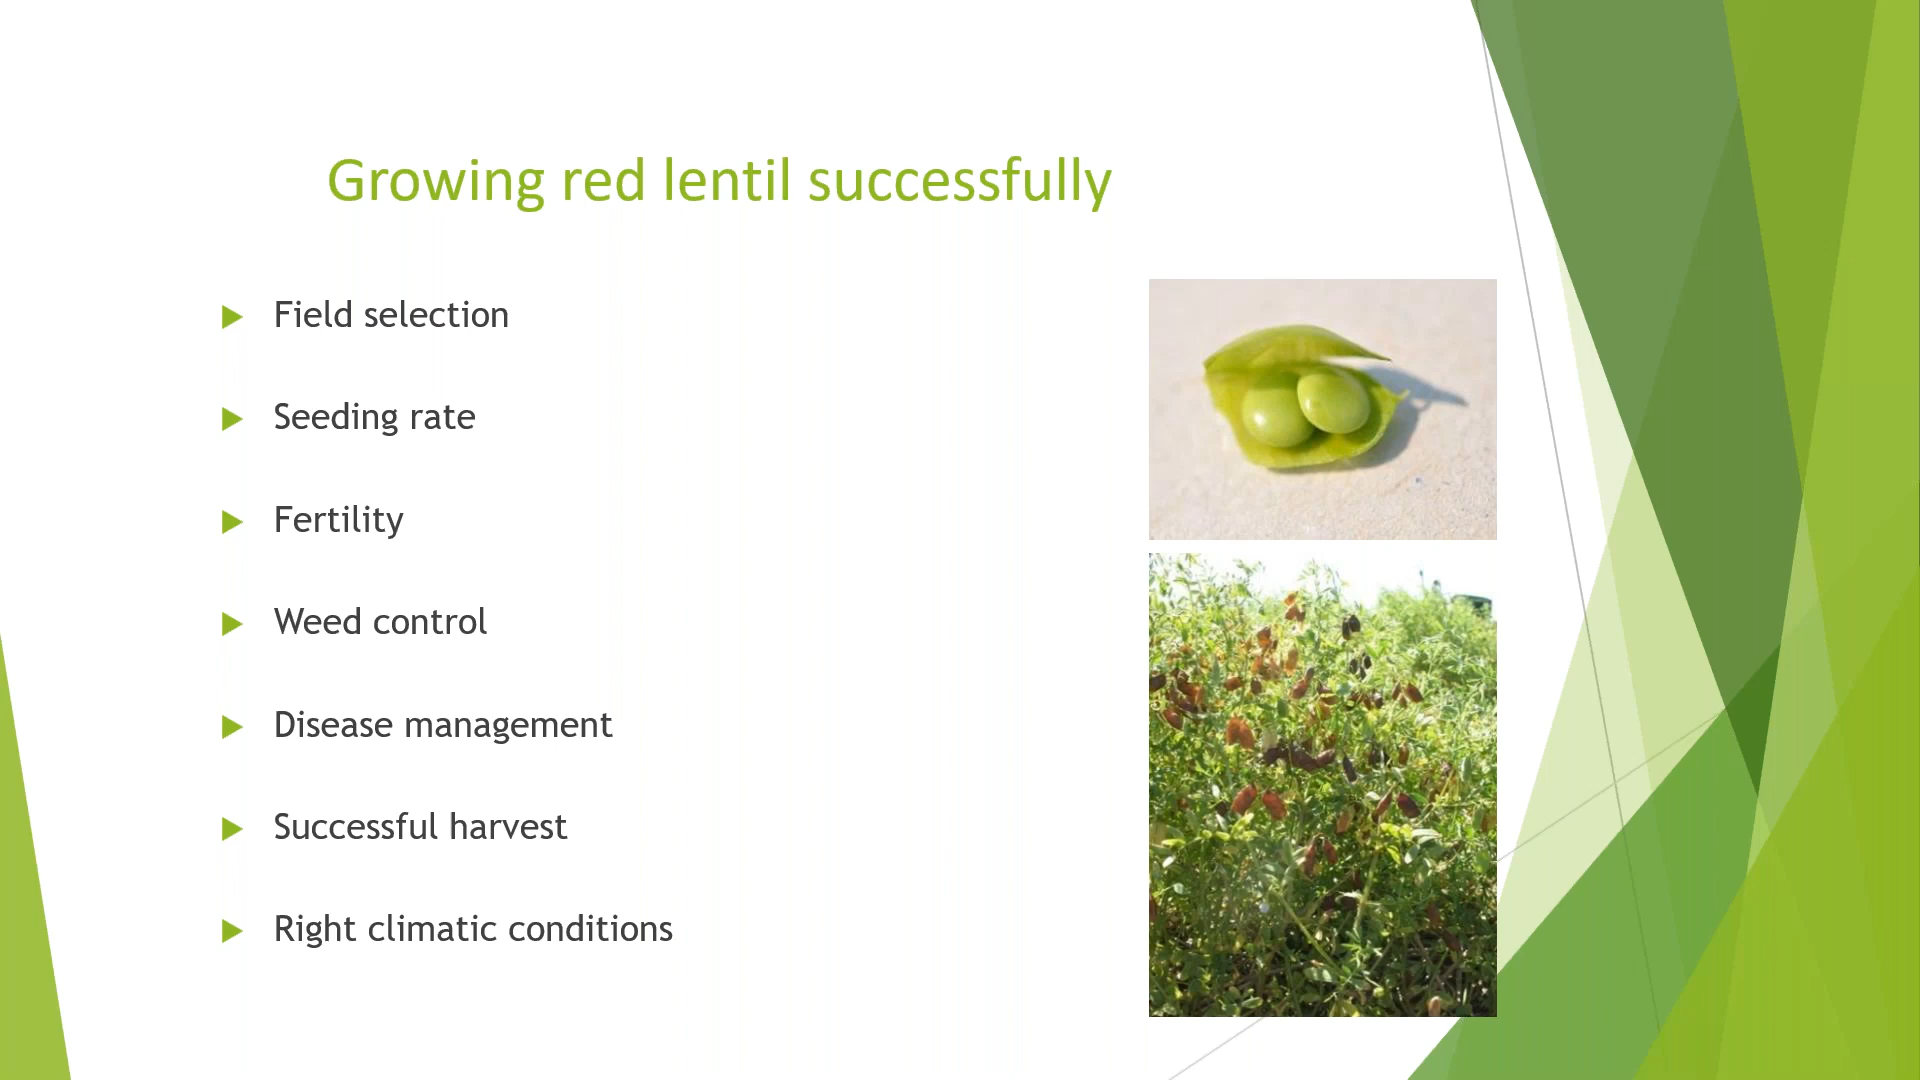 Growing red lentil successfully
Field selection
Seeding rate
Fertility
Weed control
Disease management
Successful harvest
Right climatic conditions